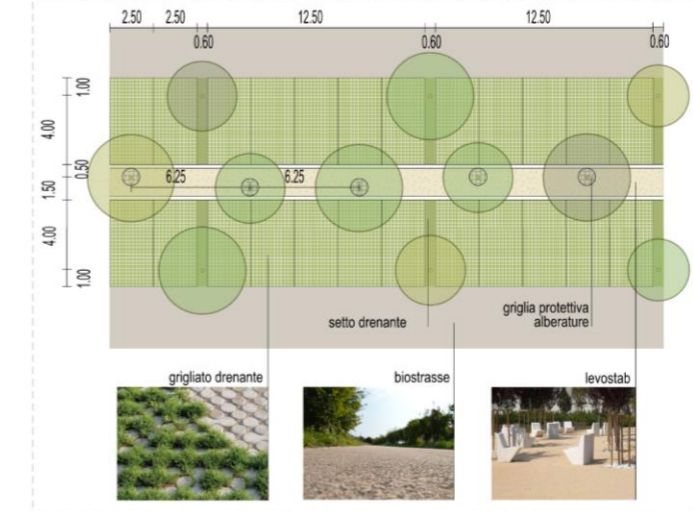 2.50 2.50 12.50 12.50
0.60 0.60 0.60
1.00
4.00
0.50
1.50
4.00
1.00
6.25 6.25
setto drenante
griglia protettiva
alberature
grigliato drenante
biostrasse
levostab